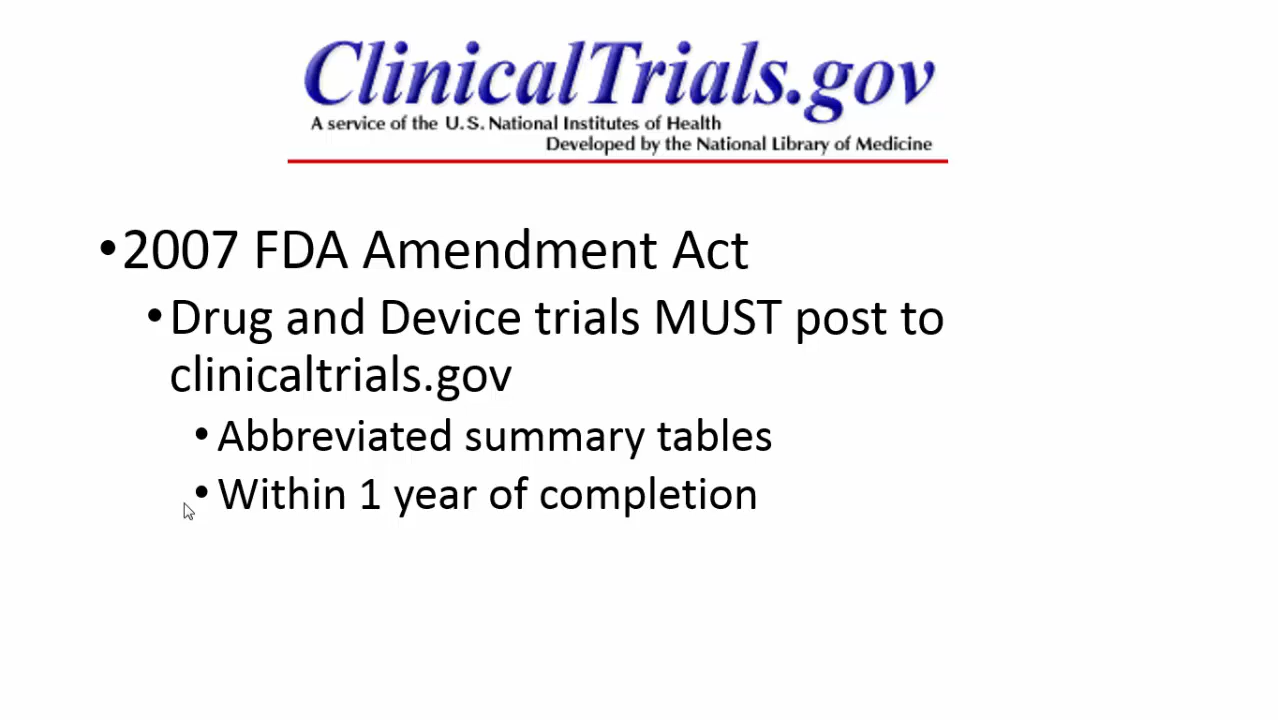 ClinicalTrials.gov
A service of the U.S. National Institutes of Health
Developed by the National Library of Medicine
•2007 FDA Amendment Act
•Drug and Device trials MUST post to
clinicaltrials.gov
•Abbreviated summary tables
•Within 1 year of completion